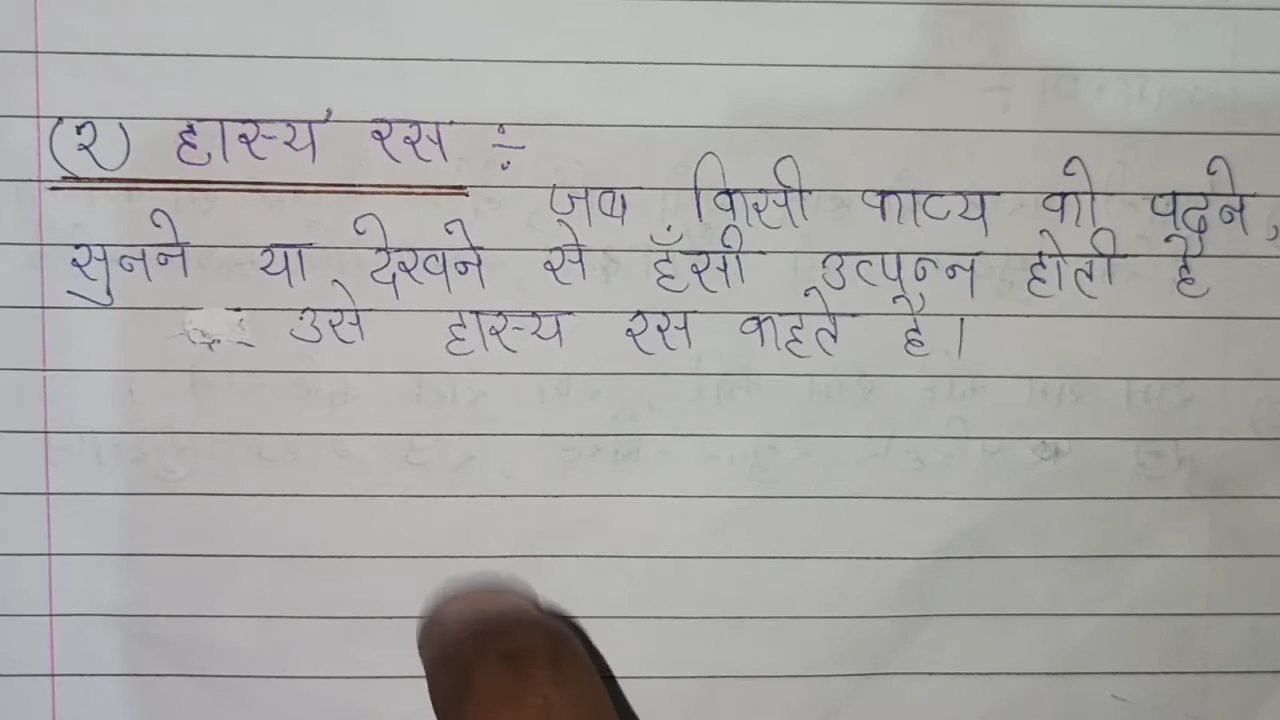 (२) हास्य रस ÷
जब किसी काव्य को पढ़ने,
सुनने या देखने से हँसी उत्पन्न होती है
उसे हास्य रस कहते है।